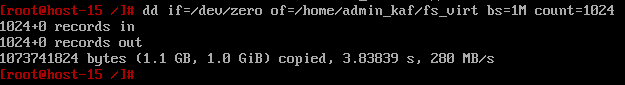 [root@host-15 /]# dd if=/dev/zero of=/home/admin_kaf/fs_virt bs=1M count=1024
1024+0 records in
1024+0 records out
1073741824 bytes (1.1 GB, 1.0 GiB) copied, 3.83839 s, 280 MB/s
[root@host-15 /]#